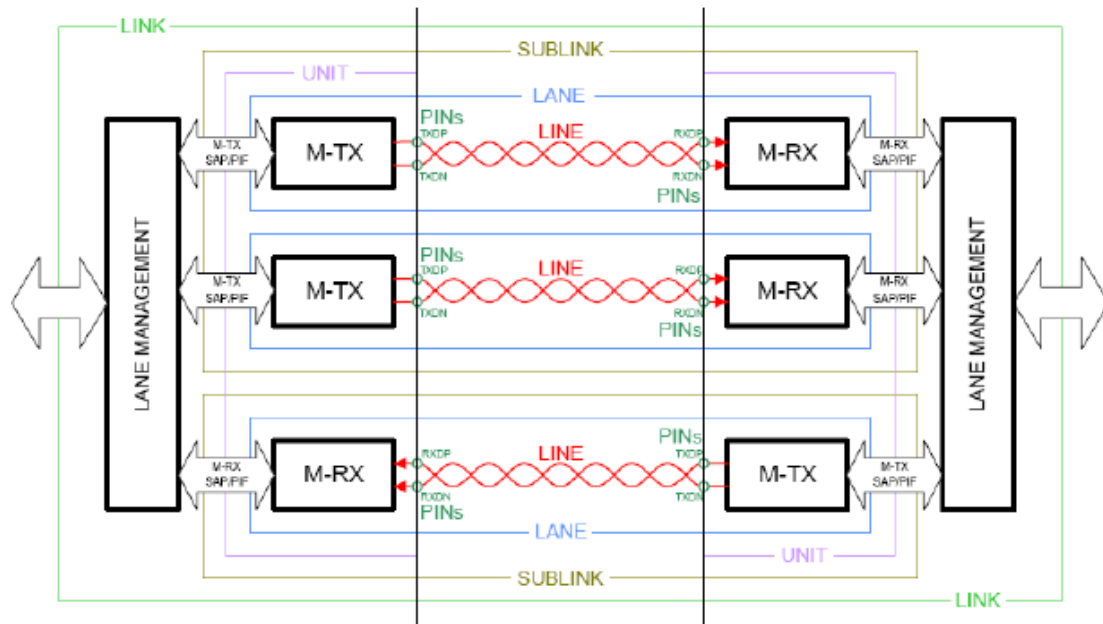 LINK
SUBLINK
UNIT
LANE
PINs
TXDP
LINE
RXDP
M-TX
SAP/PIF
M-TX
M-RX
M-RX
SAP/PIF
TXDN
RXDN
PINs
LANE MANAGEMENT
PINs
TXDP
LINE
RXDP
M-TX
SAP/PIF
M-TX
M-RX
M-RX
SAP/PIF
TXDN
RXDN
PINs
LANE MANAGEMENT
RXDP
LINE
PINs
TXDP
M-RX
SAP/PIF
M-RX
M-TX
M-TX
SAP/PIF
RXDN
PINs
TXDN
LANE
UNIT
SUBLINK
LINK